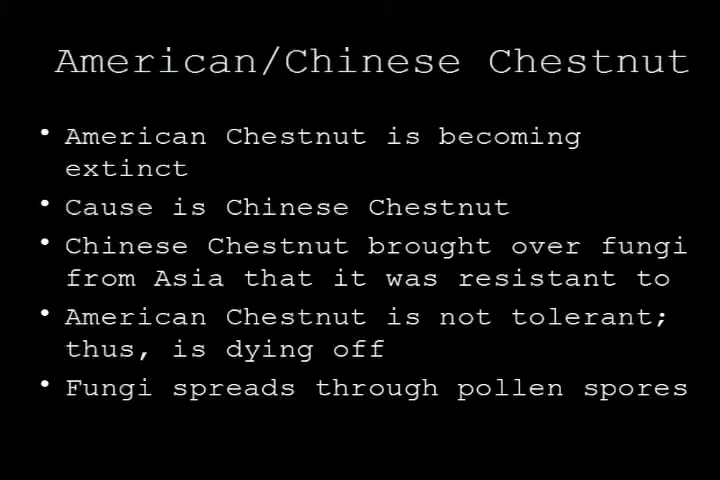 American/Chinese Chestnut
• American Chestnut is becoming
extinct
• Cause is Chinese Chestnut
• Chinese Chestnut brought over fungi
from Asia that it was resistant to
• American Chestnut is not tolerant;
thus, is dying off
• Fungi spreads through pollen spores